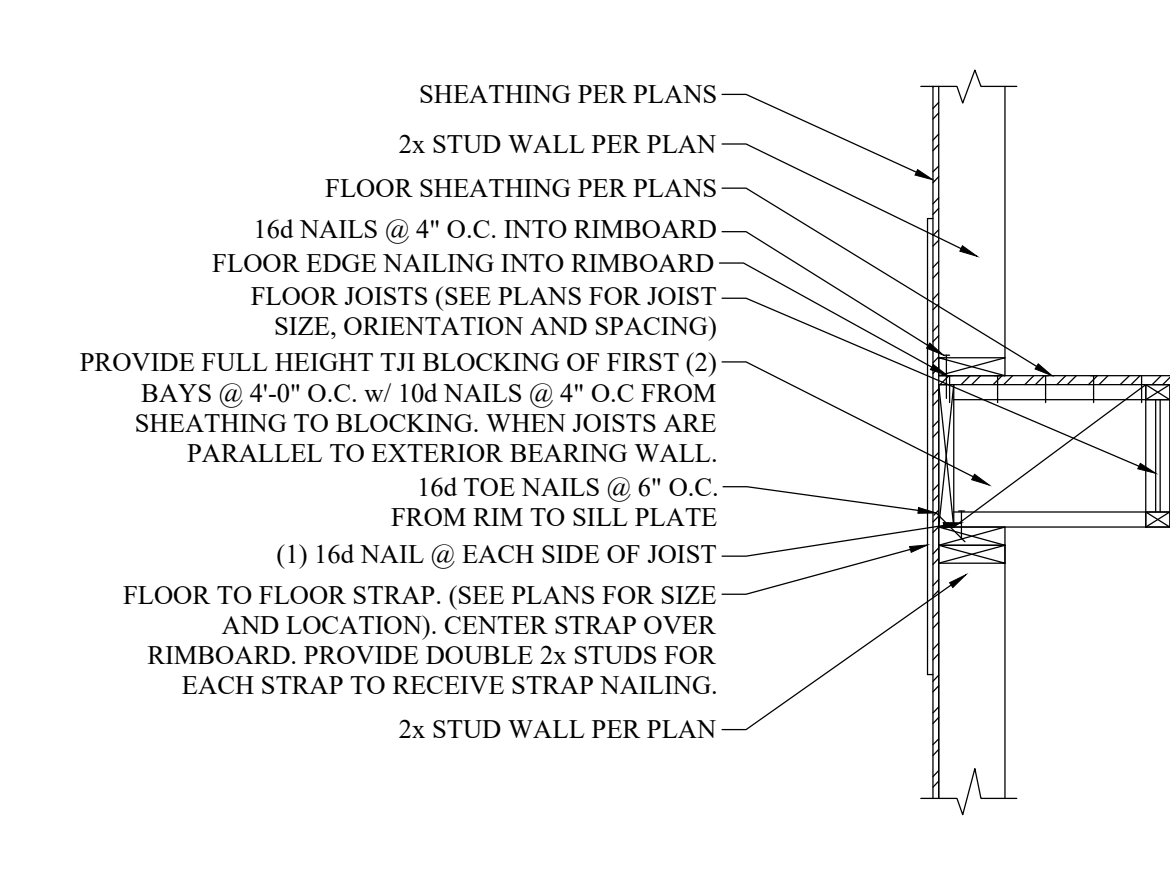 SHEATHING PER PLANS
2x STUD WALL PER PLAN
FLOOR SHEATHING PER PLANS
16d NAILS @ 4" O.C. INTO RIMBOARD
FLOOR EDGE NAILING INTO RIMBOARD
FLOOR JOISTS (SEE PLANS FOR JOIST
SIZE, ORIENTATION AND SPACING)
PROVIDE FULL HEIGHT TJI BLOCKING OF FIRST (2)
BAYS @ 4'-0" O.C. w/ 10d NAILS @ 4" O.C FROM
SHEATHING TO BLOCKING. WHEN JOISTS ARE
PARALLEL TO EXTERIOR BEARING WALL.
16d TOE NAILS @ 6" O.C.
FROM RIM TO SILL PLATE
(1) 16d NAIL @ EACH SIDE OF JOIST
FLOOR TO FLOOR STRAP. (SEE PLANS FOR SIZE
AND LOCATION). CENTER STRAP OVER
RIMBOARD. PROVIDE DOUBLE 2x STUDS FOR
EACH STRAP TO RECEIVE STRAP NAILING.
2x STUD WALL PER PLAN